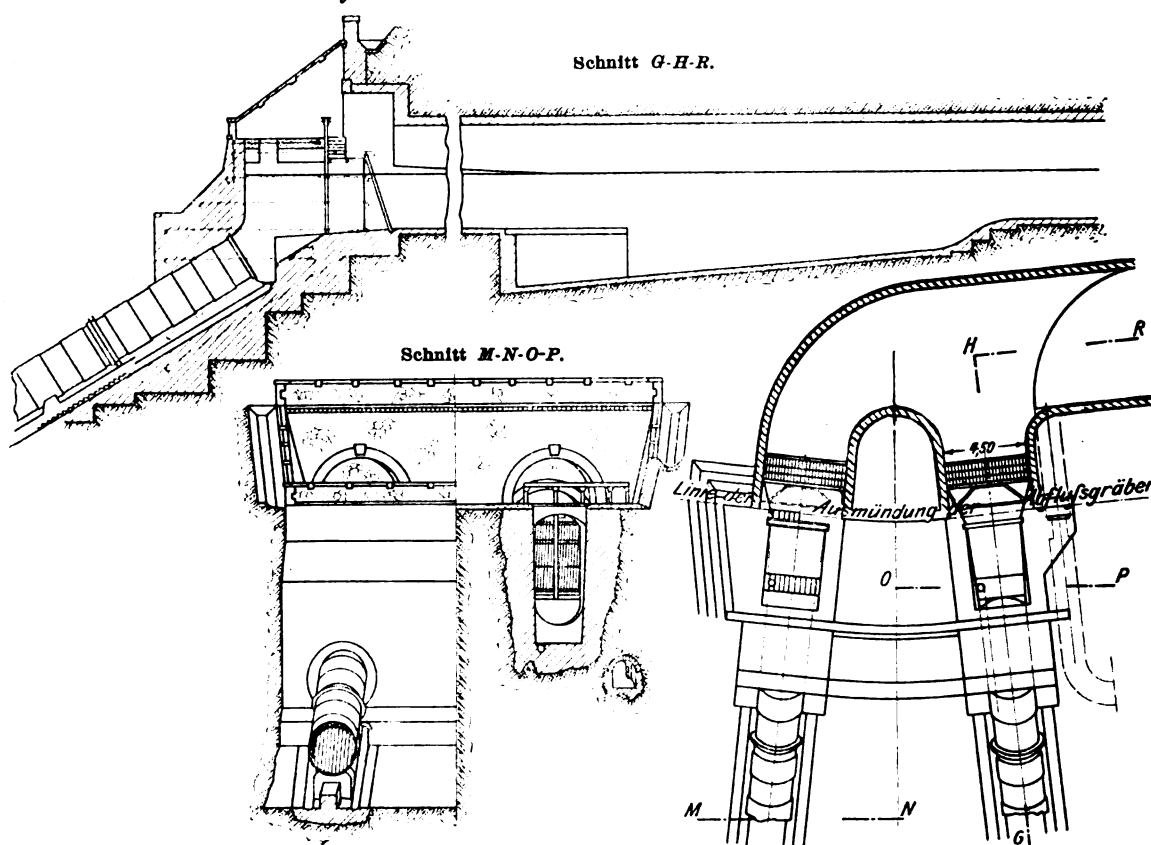 Schnitt G-H-R.
Schnitt M-N-O-P.
H
R
4,50
Linie der Ausmündung der Abflußgräben
O
P
M
N
G